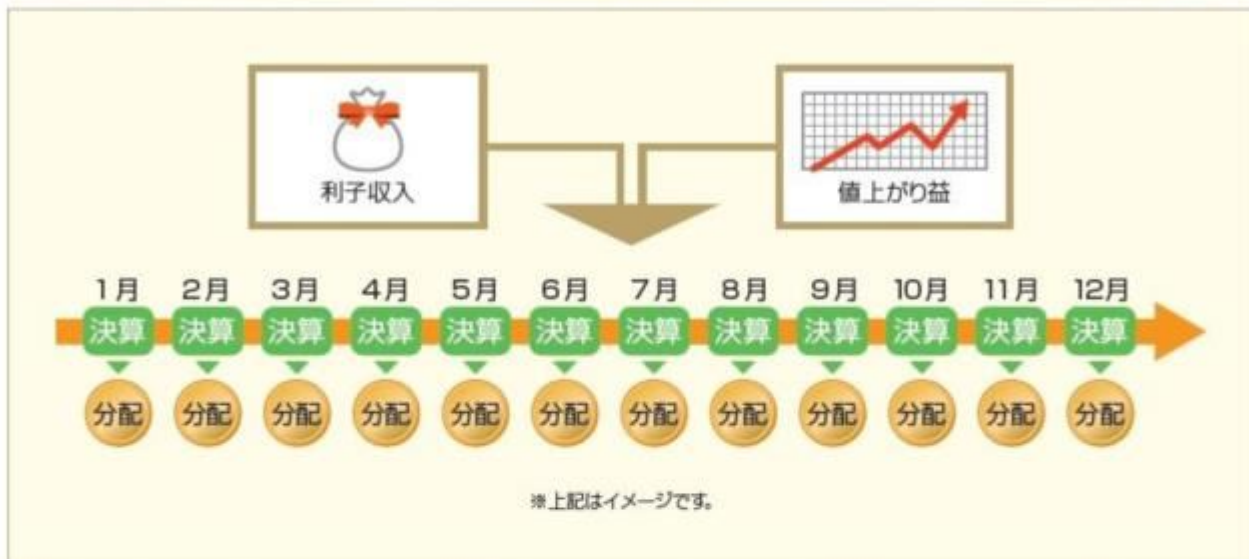 利子収入
値上がり益
1月 2月 3月 4月 5月 6月 7月 8月 9月 10月 11月 12月
決算 決算 決算 決算 決算 決算 決算 決算 決算 決算 決算 決算
分配 分配 分配 分配 分配 分配 分配 分配 分配 分配 分配 分配
※上記はイメージです。